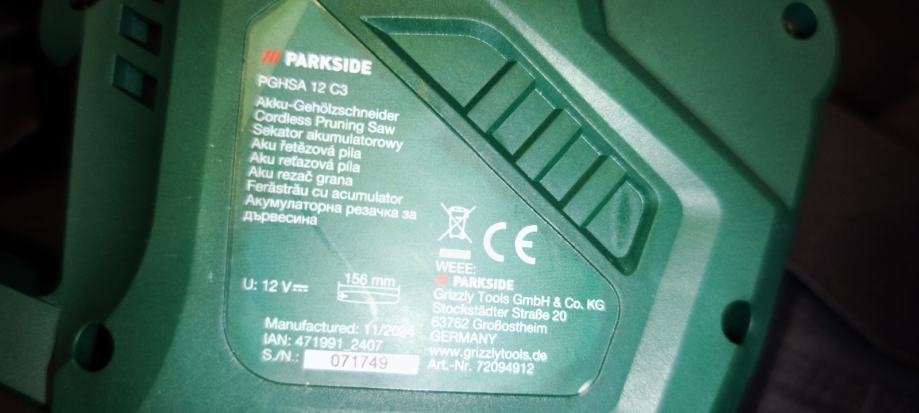 PARKSIDE
PGHSA 12 C3
Akku-Gehölzschneider
Cordless Pruning Saw
Sekator akumulatorowy
Aku řetězová pila
Aku reťazová píla
Aku rezač grana
Ferăstrău cu acumulator
Акумулаторна резачка за
дървесина
CE
U: 12 V
156 mm
WEEE:
PARKSIDE
Grizzly Tools GmbH & Co. KG
Stockstädter Straße 20
63762 Großostheim
GERMANY
www.grizzlytools.de
Art.-Nr. 72094912
Manufactured:
IAN: 471991_2407
S./N.: 071749